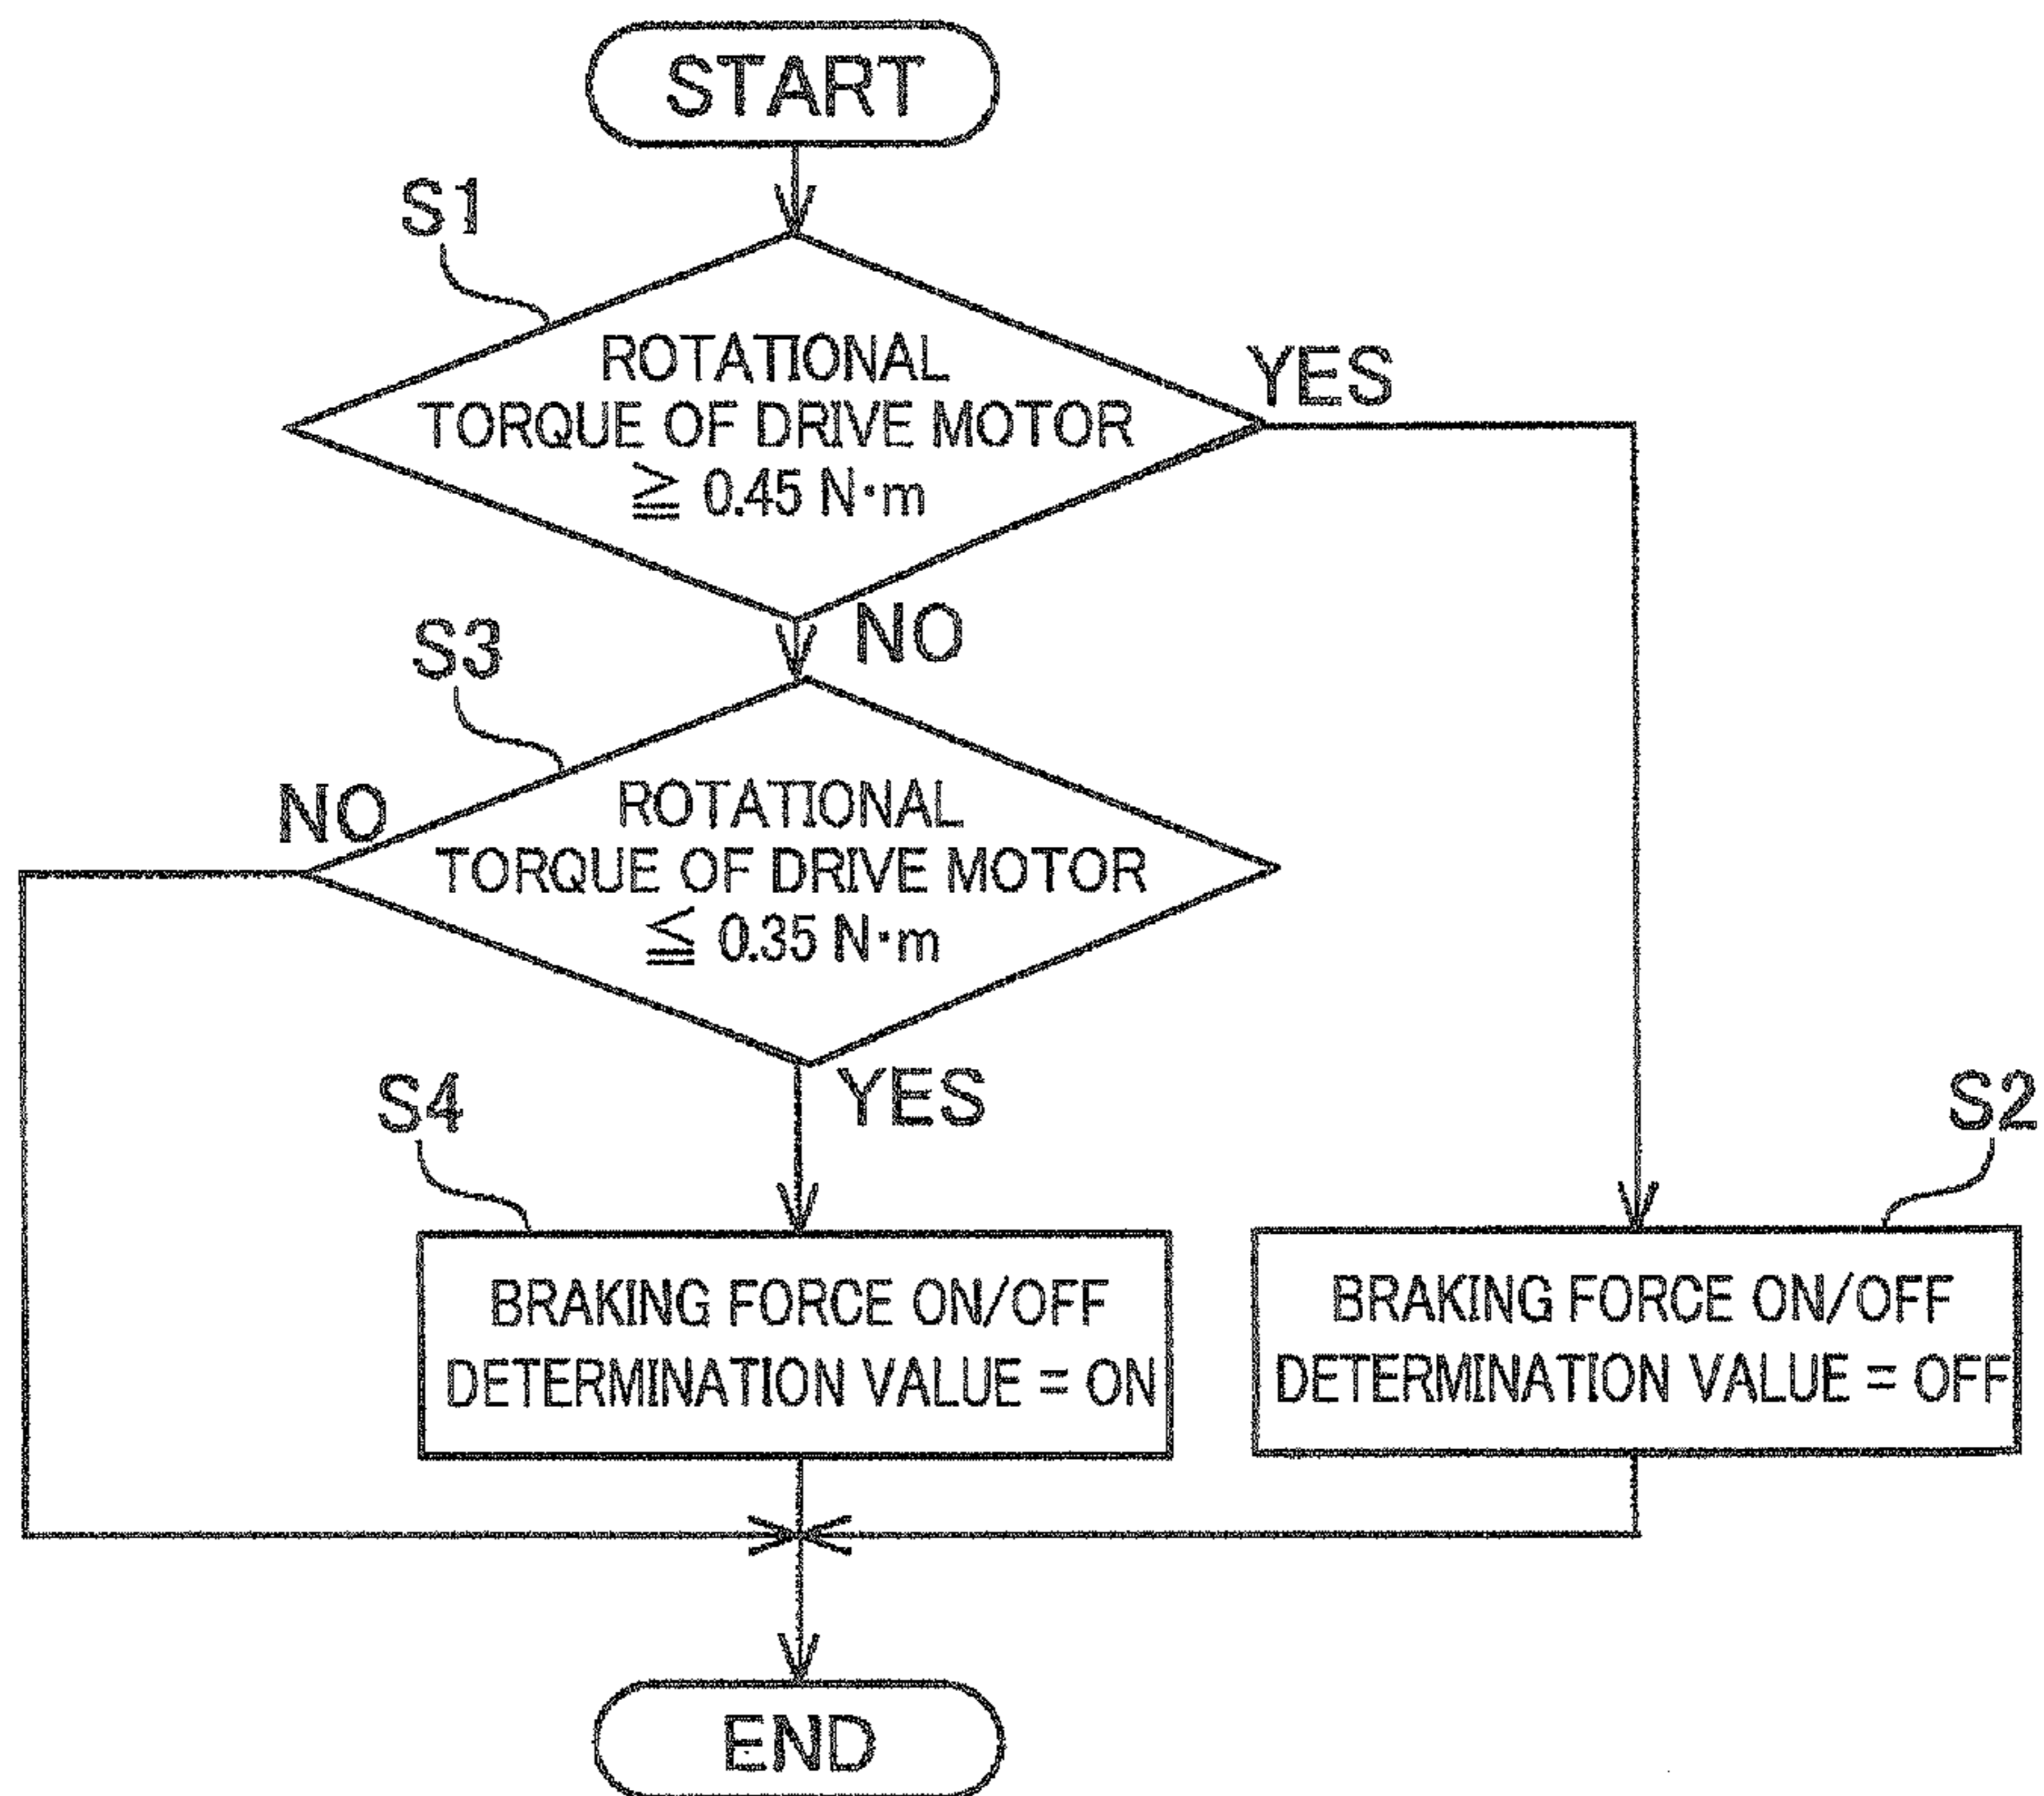 START
S1
ROTATIONAL
TORQUE OF DRIVE MOTOR
≧ 0.45 N·m
YES
NO
S3
ROTATIONAL
TORQUE OF DRIVE MOTOR
≦ 0.35 N·m
NO
YES
S4
BRAKING FORCE ON/OFF
DETERMINATION VALUE = ON
S2
BRAKING FORCE ON/OFF
DETERMINATION VALUE = OFF
END